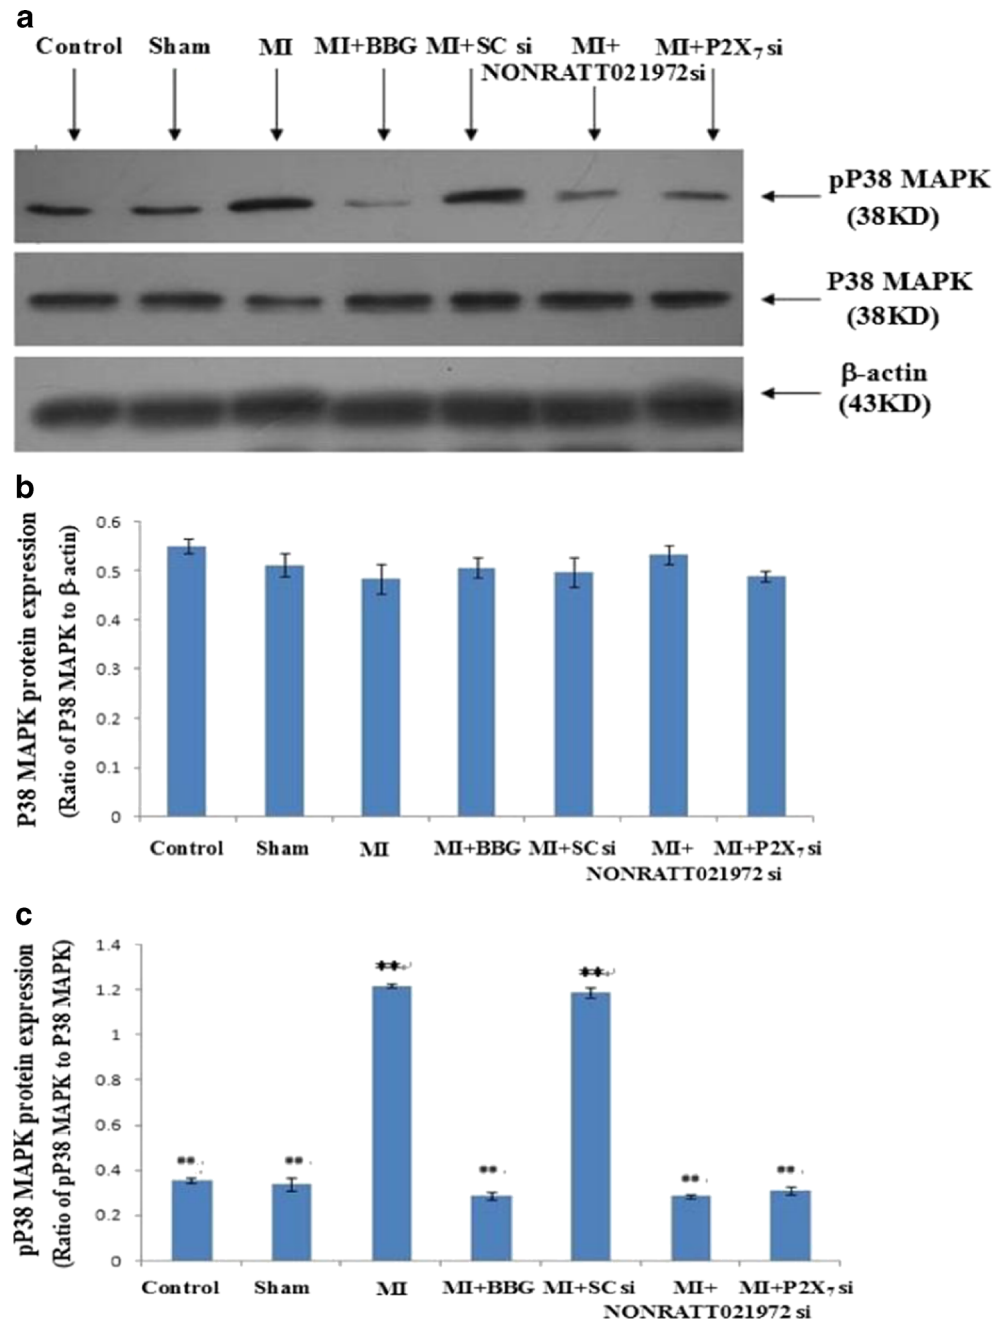 a
Control Sham MI MI+BBG MI+SC si MI+ MI+P2X₇si
NONRATT021972si
pP38 MAPK
(38KD)
P38 MAPK
(38KD)
β-actin
(43KD)
b
P38 MAPK protein expression
(Ratio of P38 MAPK to β-actin)
0.6
0.5
0.4
0.3
0.2
0.1
0
Control Sham MI MI+BBG MI+SC si MI+ MI+P2X₇ si
NONRATT021972 si
c
pP38 MAPK protein expression
(Ratio of pP38 MAPK to P38 MAPK)
1.4
1.2
1
0.8
0.6
0.4
0.2
0
Control Sham MI MI+BBG MI+SC si MI+ MI+P2X₇ si
NONRATT021972 si